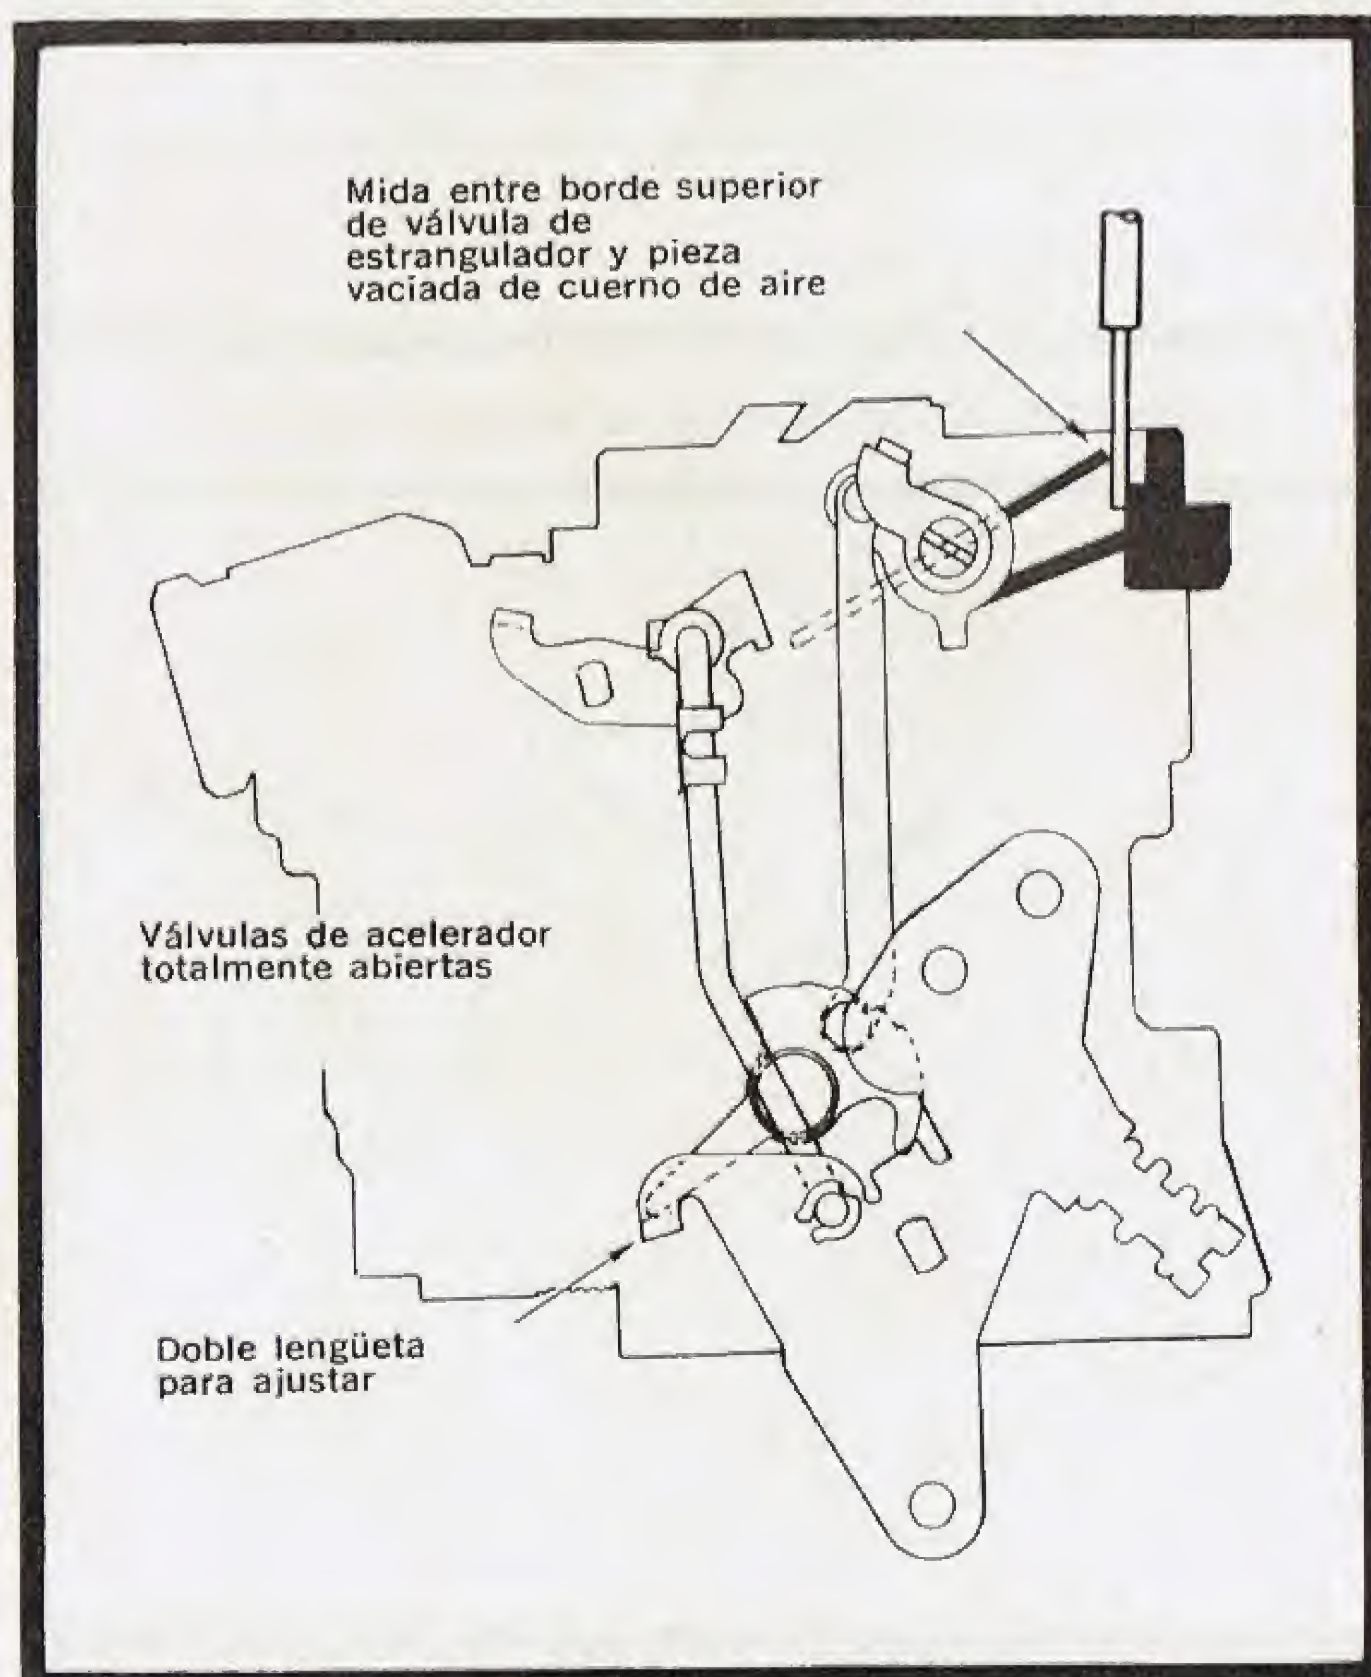 Mida entre borde superior
de válvula de
estrangulador y pieza
vaciada de cuerno de aire
Válvulas de acelerador
totalmente abiertas
Doble lengüeta
para ajustar